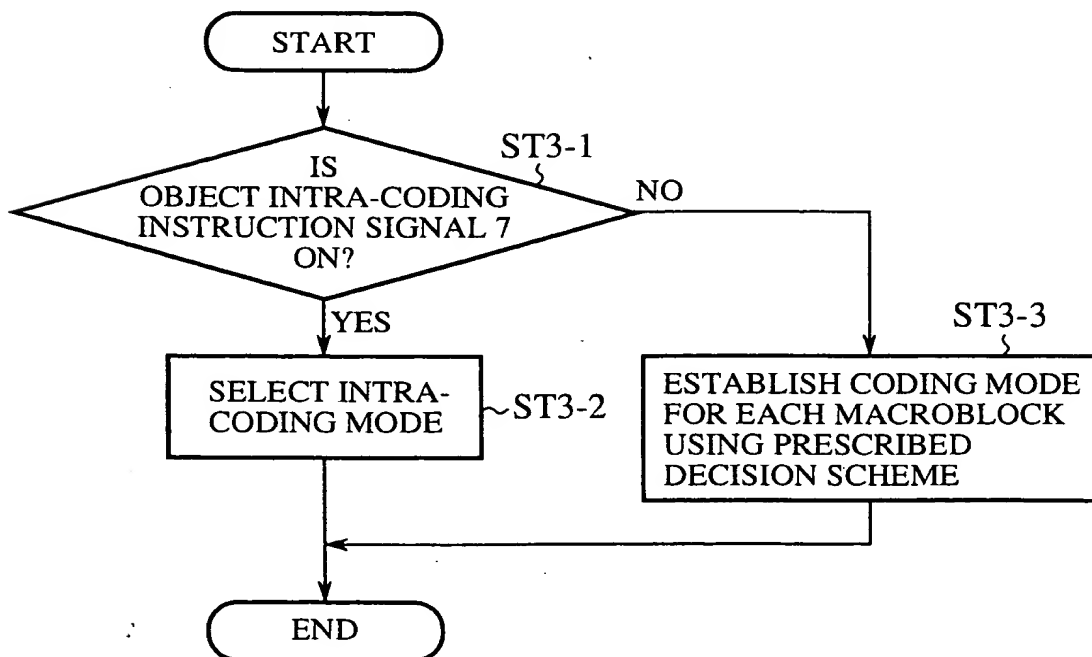 START
ST3-1
IS
OBJECT INTRA-CODING
INSTRUCTION SIGNAL 7
ON?
NO
YES
ST3-3
SELECT INTRA-
CODING MODE
ST3-2
ESTABLISH CODING MODE
FOR EACH MACROBLOCK
USING PRESCRIBED
DECISION SCHEME
END